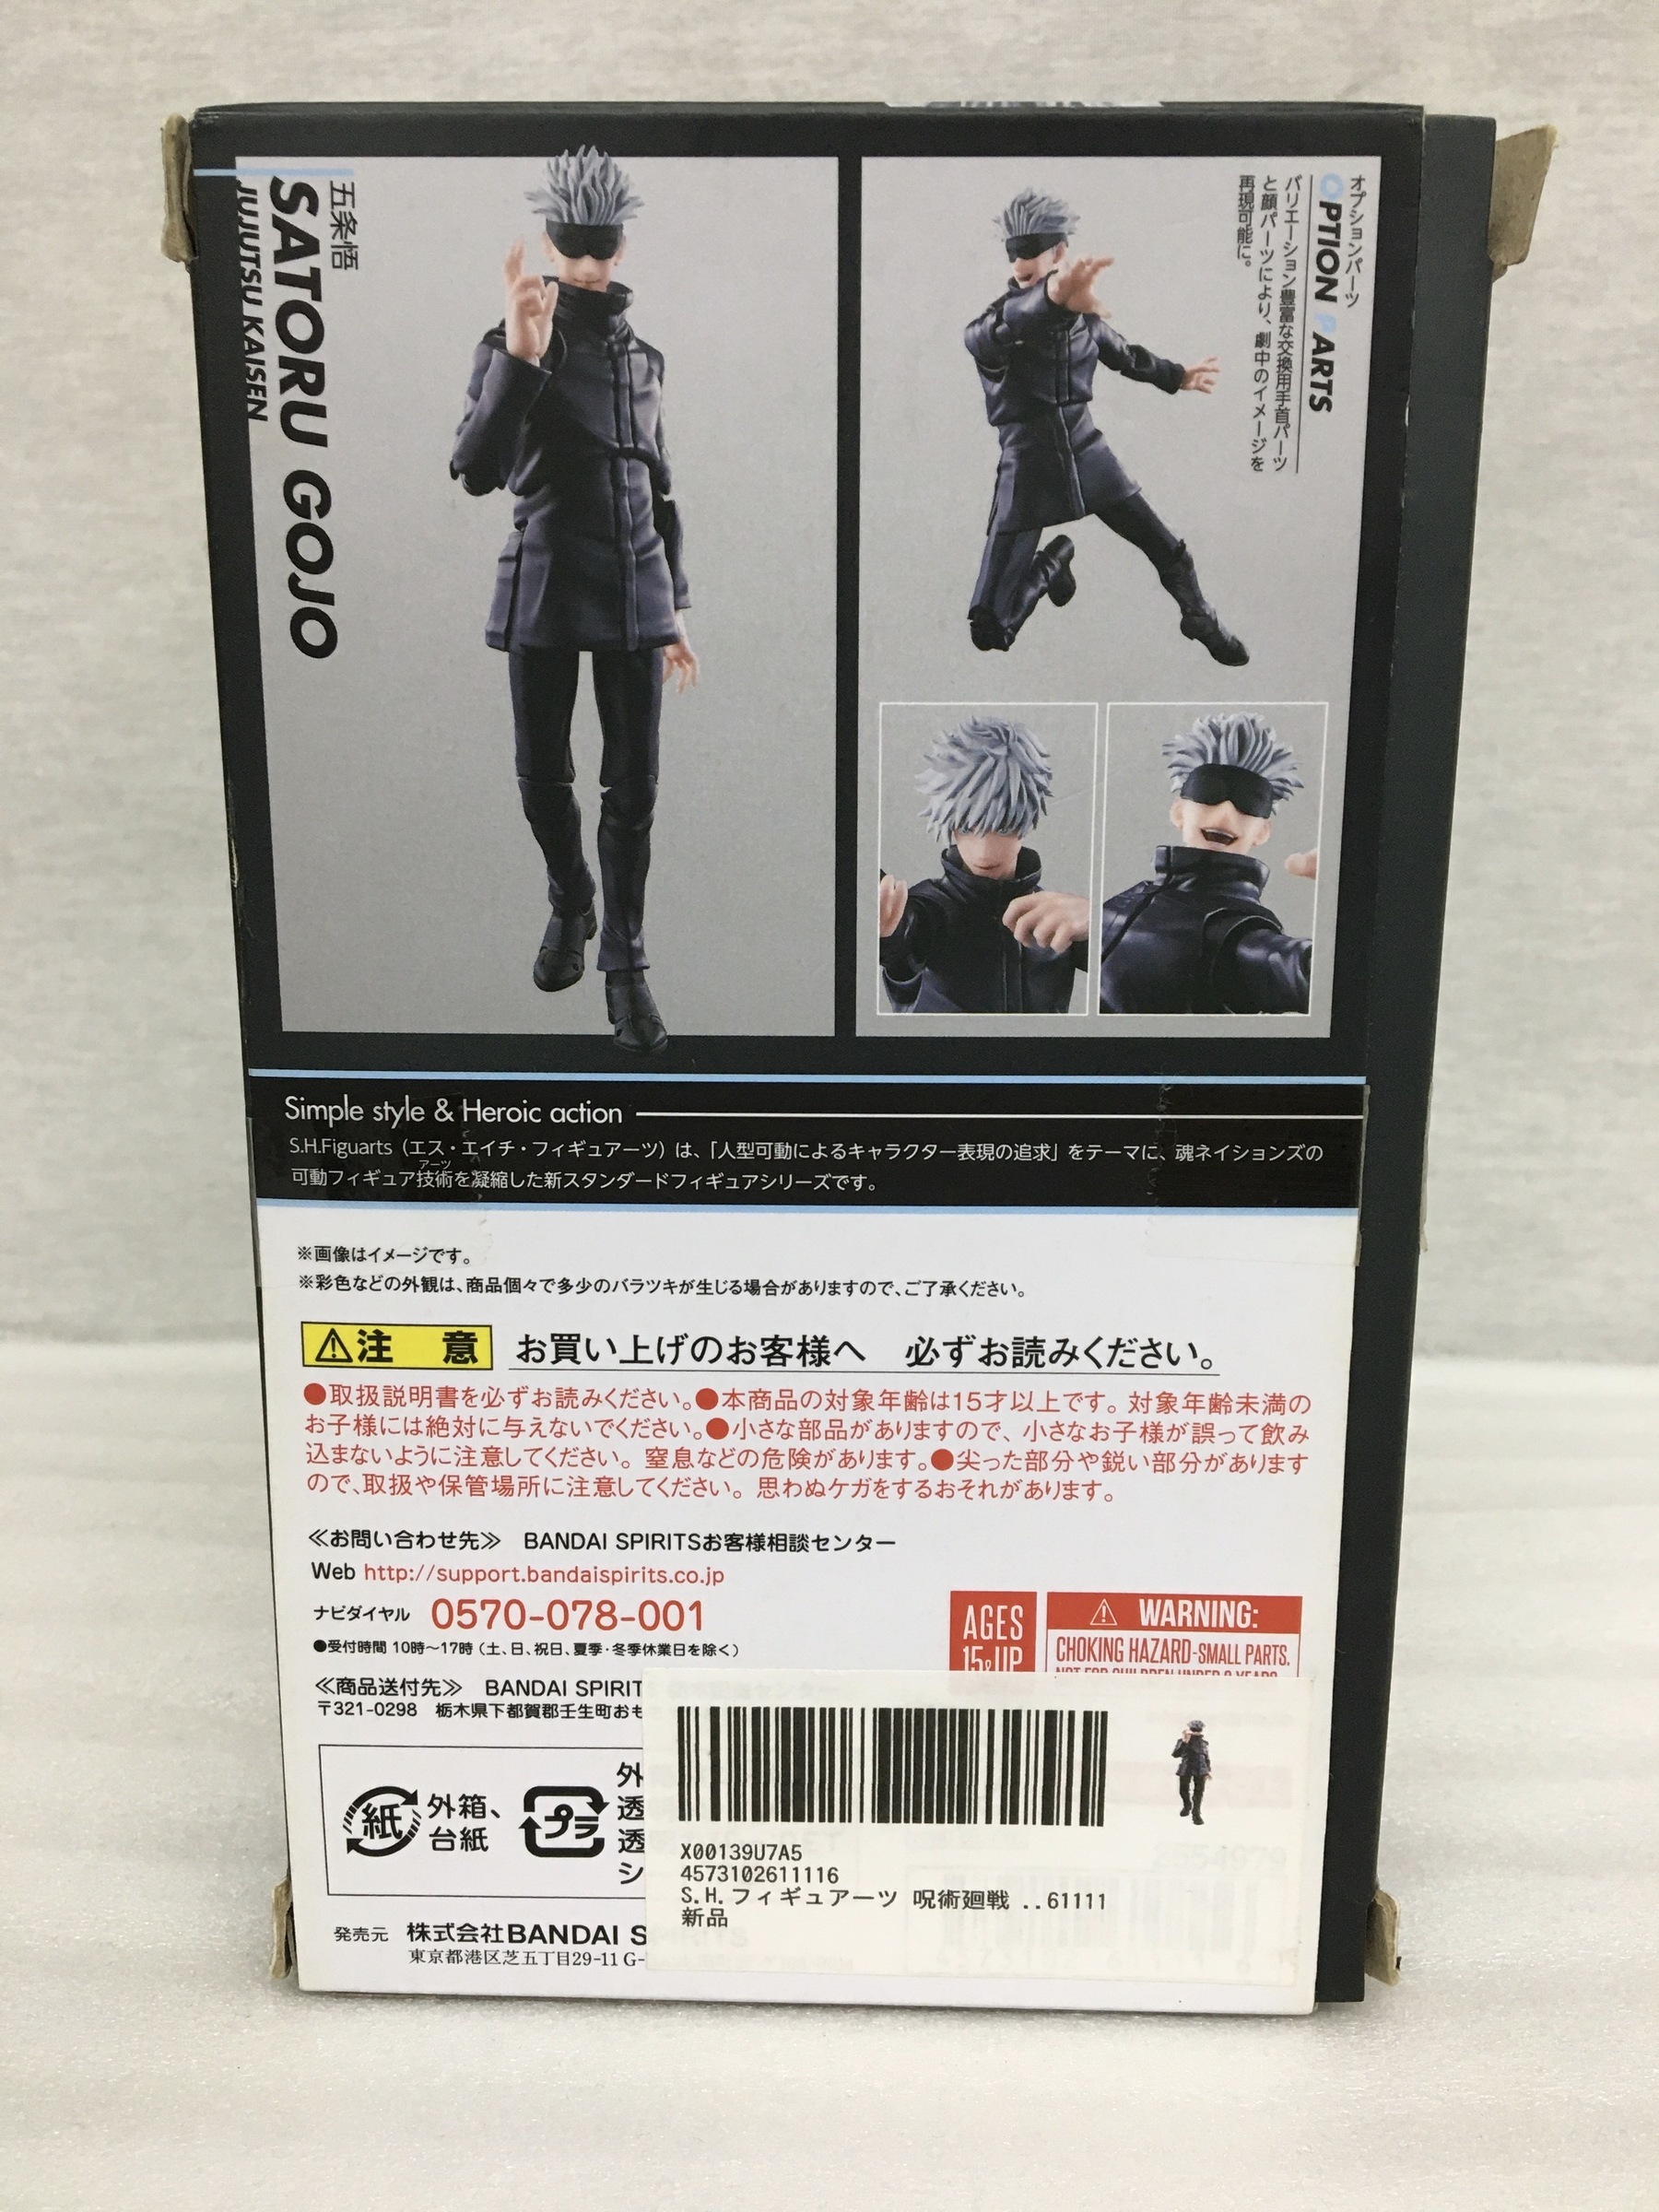 五条悟
SATORU GOJO
JUJUTSU KAISEN
オプションパーツ
OPTION PARTS
バリエーション豊富な交換用手首パーツ
と顔パーツにより、劇中のイメージを
再現可能に。
Simple style & Heroic action
S.H.Figuarts（エス・エイチ・フィギュアーツ）は、「人型可動によるキャラクター表現の追求」をテーマに、魂ネイションズの
アーツ
可動フィギュア技術を凝縮した新スタンダードフィギュアシリーズです。
※画像はイメージです。
※彩色などの外観は、商品個々で多少のバラツキが生じる場合がありますので、ご了承ください。
⚠注 意 お買い上げのお客様へ 必ずお読みください。
●取扱説明書を必ずお読みください。●本商品の対象年齢は15才以上です。対象年齢未満の
お子様には絶対に与えないでください。●小さな部品がありますので、小さなお子様が誤って飲み
込まないように注意してください。窒息などの危険があります。●尖った部分や鋭い部分があります
ので、取扱や保管場所に注意してください。思わぬケガをするおそれがあります。
≪お問い合わせ先≫ BANDAI SPIRITSお客様相談センター
Web http://support.bandaispirits.co.jp
ナビダイヤル 0570-078-001
●受付時間 10時～17時（土、日、祝日、夏季・冬季休業日を除く）
AGES
15&UP
⚠ WARNING:
CHOKING HAZARD-SMALL PARTS.
NOT FOR CHILDREN UNDER 3 YEARS.
≪商品送付先≫ BANDAI SPIRIT
〒321-0298 栃木県下都賀郡壬生町おも
紙 外箱、
台紙
プラ 外
透
透
シ
発売元 株式会社BANDAI S
東京都港区芝五丁目29-11 G-
X00139U7A5
4573102611116
S.H.フィギュアーツ 呪術廻戦 ..61111
新品